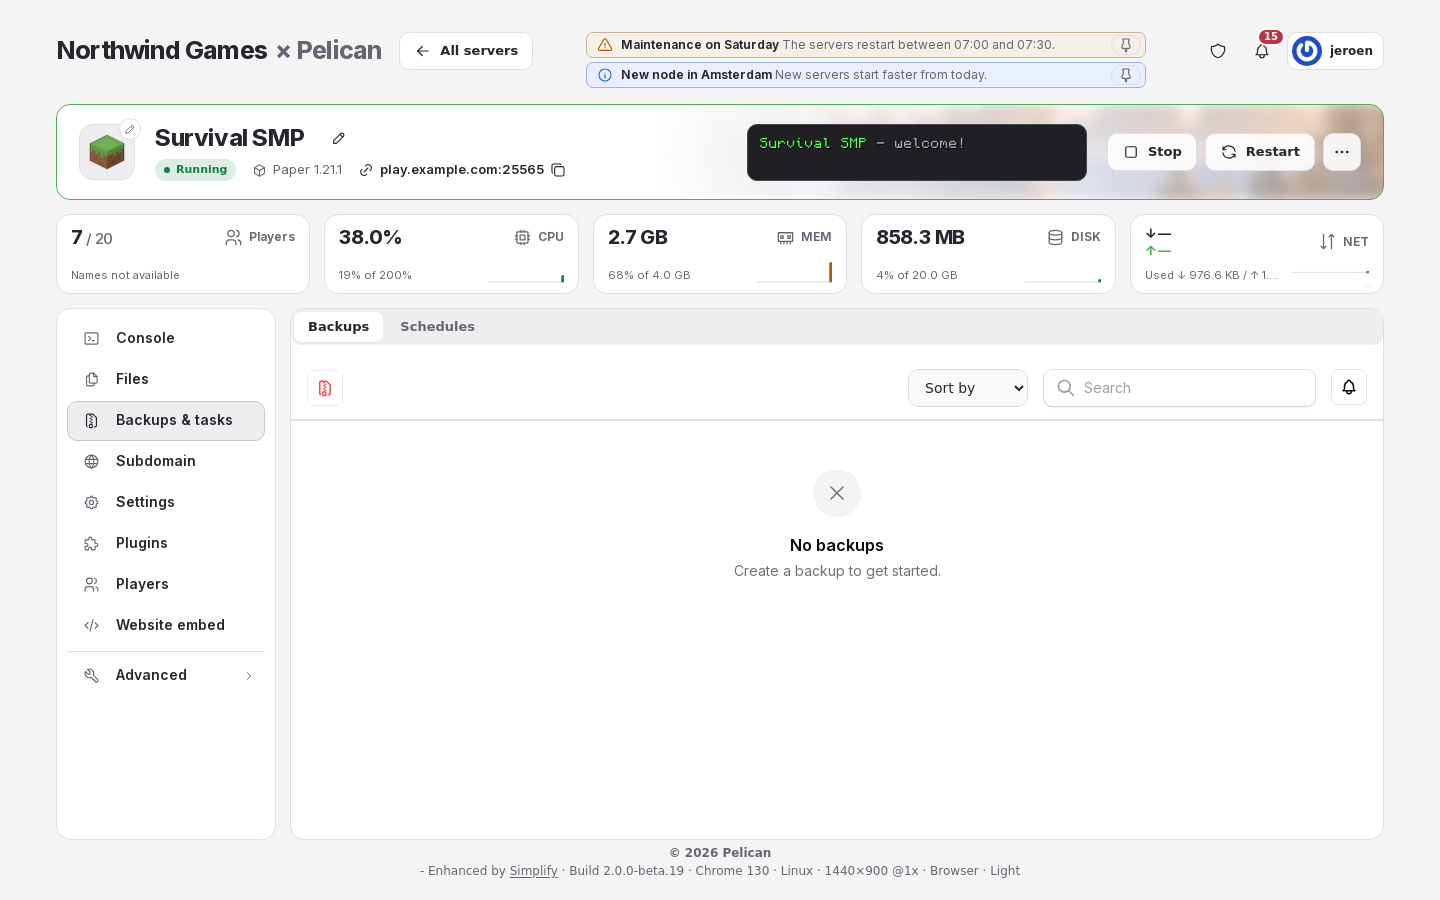 Northwind Games × Pelican
All servers
Maintenance on Saturday The servers restart between 07:00 and 07:30.
New node in Amsterdam New servers start faster from today.
15
jeroen
Survival SMP
Running
Paper 1.21.1
play.example.com:25565
Survival SMP - welcome!
Stop
Restart
7 / 20
Players
Names not available
38.0%
CPU
19% of 200%
2.7 GB
MEM
68% of 4.0 GB
858.3 MB
DISK
4% of 20.0 GB
↓—
↑—
NET
Used ↓ 976.6 KB / ↑ 1....
Console
Files
Backups & tasks
Subdomain
Settings
Plugins
Players
Website embed
Advanced
Backups
Schedules
Sort by
Search
No backups
Create a backup to get started.
© 2026 Pelican
- Enhanced by Simplify · Build 2.0.0-beta.19 · Chrome 130 · Linux · 1440×900 @1x · Browser · Light